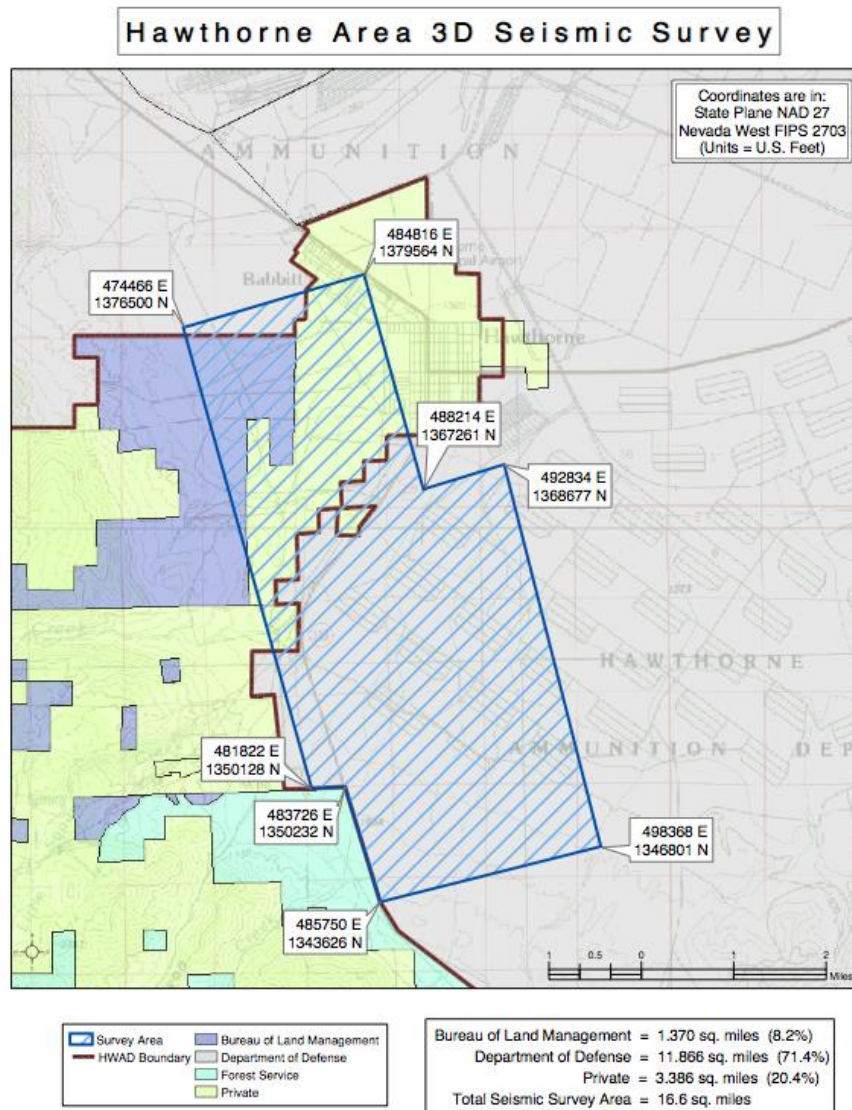 Hawthorne Area 3D Seismic Survey
Coordinates are in:
State Plane NAD 27
Nevada West FIPS 2703
(Units = U.S. Feet)
AMMUNITION
484816 E
1379564 N
Airport
474466 E
1376500 N
Babbitt
Hawthorne
488214 E
1367261 N
492834 E
1368677 N
Creek
HAWTHORNE
AMMUNITION DEP
481822 E
1350128 N
483726 E
1350232 N
498368 E
1346801 N
485750 E
1343626 N
1 0.5 0 1 2
Miles
Survey Area
HWAD Boundary
Bureau of Land Management
Department of Defense
Forest Service
Private
Bureau of Land Management = 1.370 sq. miles (8.2%)
Department of Defense = 11.866 sq. miles (71.4%)
Private = 3.386 sq. miles (20.4%)
Total Seismic Survey Area = 16.6 sq. miles